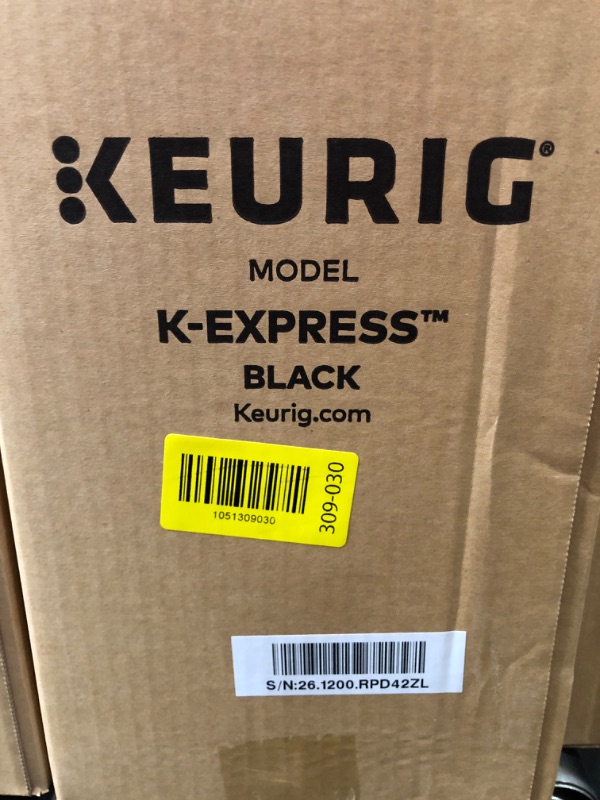 KEURIG®
MODEL
K-EXPRESS™
BLACK
Keurig.com
1051309030
309-030
S/N:26.1200.RPD42ZL